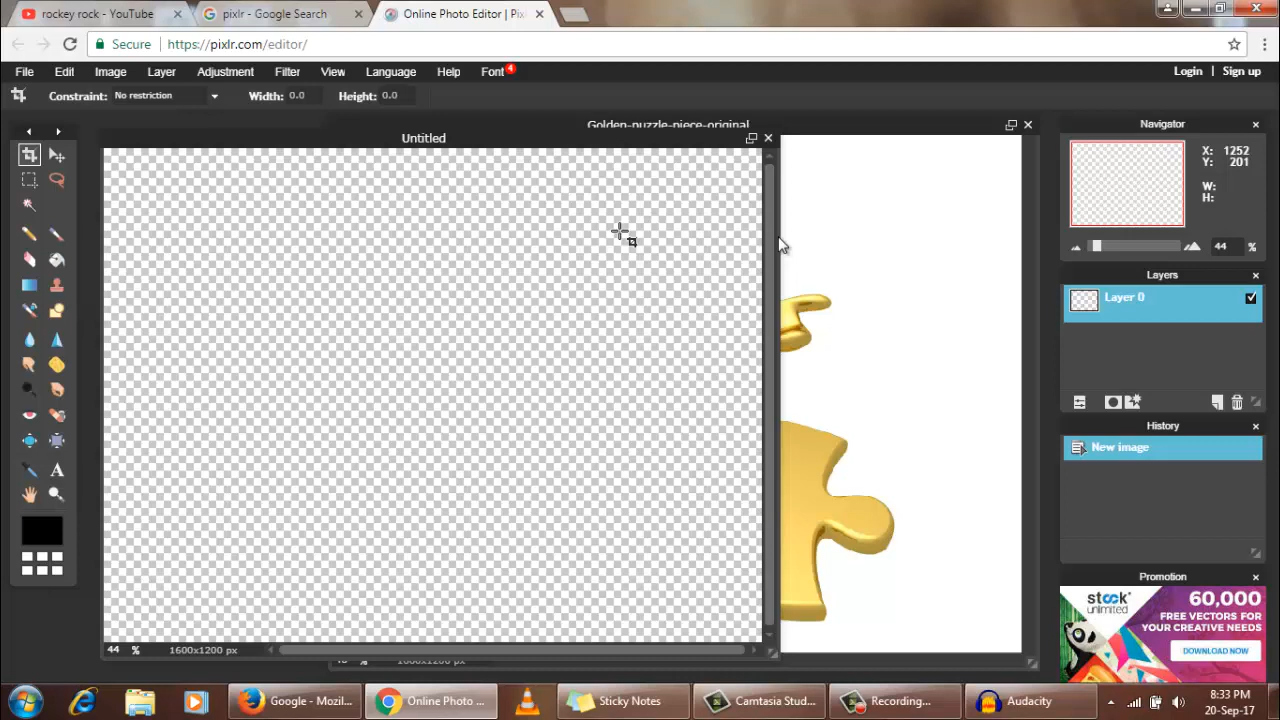 rockey rock - YouTube
pixlr - Google Search
Online Photo Editor | Pix
Secure
https://pixlr.com/editor/
File Edit Image Layer Adjustment Filter View Language Help Font 4
Login | Sign up
Constraint: No restriction Width: 0.0 Height: 0.0
Golden-puzzle-piece-original
Untitled
Navigator
X: 1252
Y: 201
W:
H:
44 %
Layers
Layer 0
History
New image
Promotion
stock
unlimited
60,000
FREE VECTORS FOR
YOUR CREATIVE NEEDS
DOWNLOAD NOW
44 % 1600x1200 px
% 1600x1200 px
A
Google - Mozil...
Online Photo ...
Sticky Notes
Camtasia Stud...
Recording...
Audacity
8:33 PM
20-Sep-17